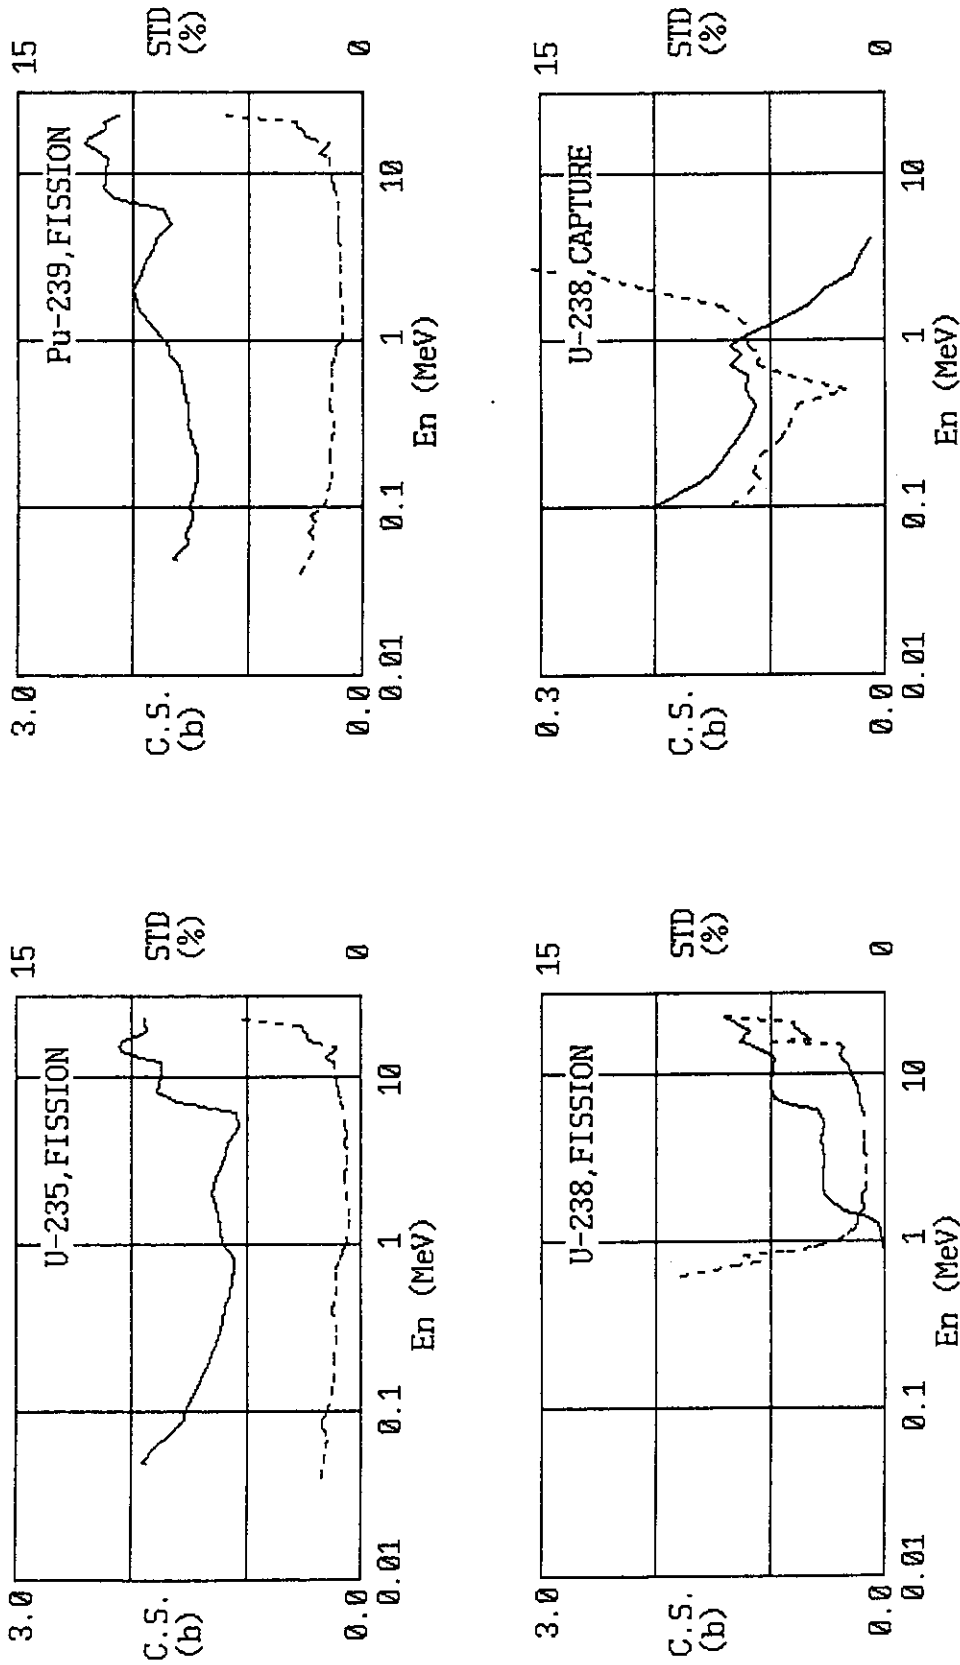 3.0
C.S.
(b)
0.0
U-235,FISSION
15
STD
(%)
0
0.01
0.1
1
10
En (MeV)
3.0
C.S.
(b)
0.0
Pu-239,FISSION
15
STD
(%)
0
0.01
0.1
1
10
En (MeV)
3.0
C.S.
(b)
0.0
U-238,FISSION
15
STD
(%)
0
0.01
0.1
1
10
En (MeV)
0.3
C.S.
(b)
0.0
U-238,CAPTURE
15
STD
(%)
0
0.01
0.1
1
10
En (MeV)